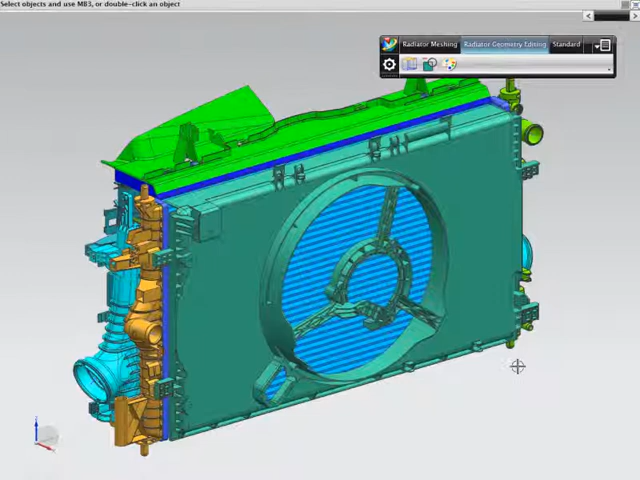 Select objects and use MB3, or double-click an object
Radiator Meshing Radiator Geometry Editing Standard